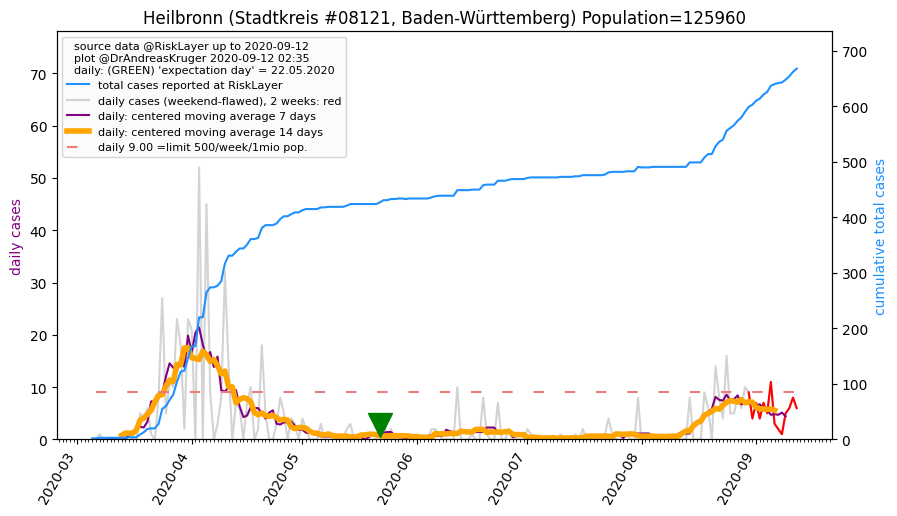 Heilbronn (Stadtkreis #08121, Baden-Württemberg) Population=125960
source data @RiskLayer up to 2020-09-12
plot @DrAndreasKruger 2020-09-12 02:35
daily: (GREEN) 'expectation day' = 22.05.2020
total cases reported at RiskLayer
daily cases (weekend-flawed), 2 weeks: red
daily: centered moving average 7 days
daily: centered moving average 14 days
daily 9.00 =limit 500/week/1mio pop.
daily cases
70
60
50
40
30
20
10
0
700
600
500
400
300
200
100
0
cumulative total cases
2020-03
2020-04
2020-05
2020-06
2020-07
2020-08
2020-09